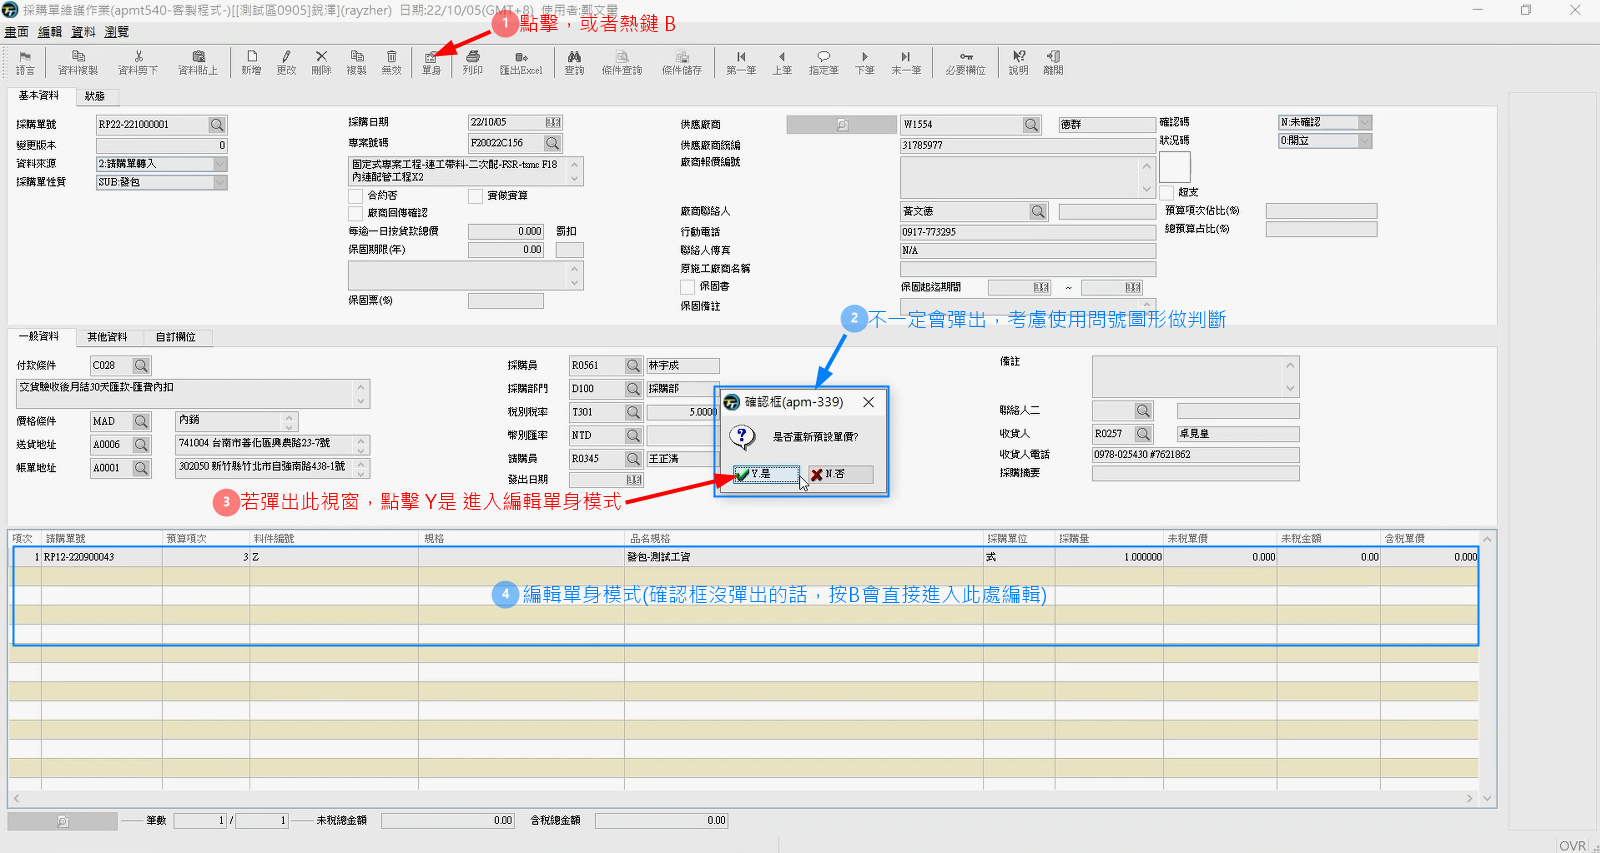 採購單維護作業(apmt540-客製程式-)[[測試區0905]銳澤](rayzher) 日期:22/10/05(GMT+8) 使用者:鄭文量
1 點擊，或者熱鍵 B
畫面 編輯 資料 瀏覽
語言 資料複製 資料剪下 資料貼上 新增 更改 刪除 複製 無效 單身 列印 匯出Excel 查詢 條件查詢 條件儲存 第一筆 上筆 指定筆 下筆 末一筆 必要欄位 說明 離開
基本資料 狀態
採購單號 RP22-221000001 採購日期 22/10/05 供應廠商 W1554 德群 確認碼 N:未確認
變更版本 0 專案號碼 F20022C156 供應廠商統編 31785977 狀況碼 0:開立
資料來源 2:請購單轉入 固定式專案工程-連工帶料-二次配-FSR-tsmc F18 廠商報價編號
內連配管工程X2
採購單性質 SUB:發包
合約否 實做實算 超支
廠商回傳確認 廠商聯絡人 黃文德 預算項次佔比(%)
每逾一日按貨款總價 0.000 罰扣 行動電話 0917-773295 總預算占比(%)
保固期限(年) 0.00 聯絡人傳真 N/A
原施工廠商名稱
保固書 保固起迄期間 ~
保固票(%) 保固備註
2 不一定會彈出，考慮使用問號圖形做判斷
一般資料 其他資料 自訂欄位
付款條件 C028 採購員 R0561 林宇成 備註
交貨驗收後月結30天匯款-匯費內扣 採購部門 D100 採購部
價格條件 MAD 內銷 稅別稅率 T301 5.0000 聯絡人二
送貨地址 A0006 741004 台南市善化區興農路23-7號 幣別匯率 NTD 收貨人 R0257 卓見皇
帳單地址 A0001 302050 新竹縣竹北市自強南路438-1號 請購員 R0345 王正清 收貨人電話 0978-025430 #7621862
發出日期 採購摘要
確認框(apm-339)
是否重新預設單價?
Y.是 N.否
3 若彈出此視窗，點擊 Y是 進入編輯單身模式
項次 請購單號 預算項次 料件編號 規格 品名規格 採購單位 採購量 未稅單價 未稅金額 含稅單價
1 RP12-220900043 3 Z 發包-測試工資 式 1.000000 0.000 0.00 0.000
4 編輯單身模式(確認框沒彈出的話，按B會直接進入此處編輯)
筆數 1 / 1 未稅總金額 0.00 含稅總金額 0.00
OVR